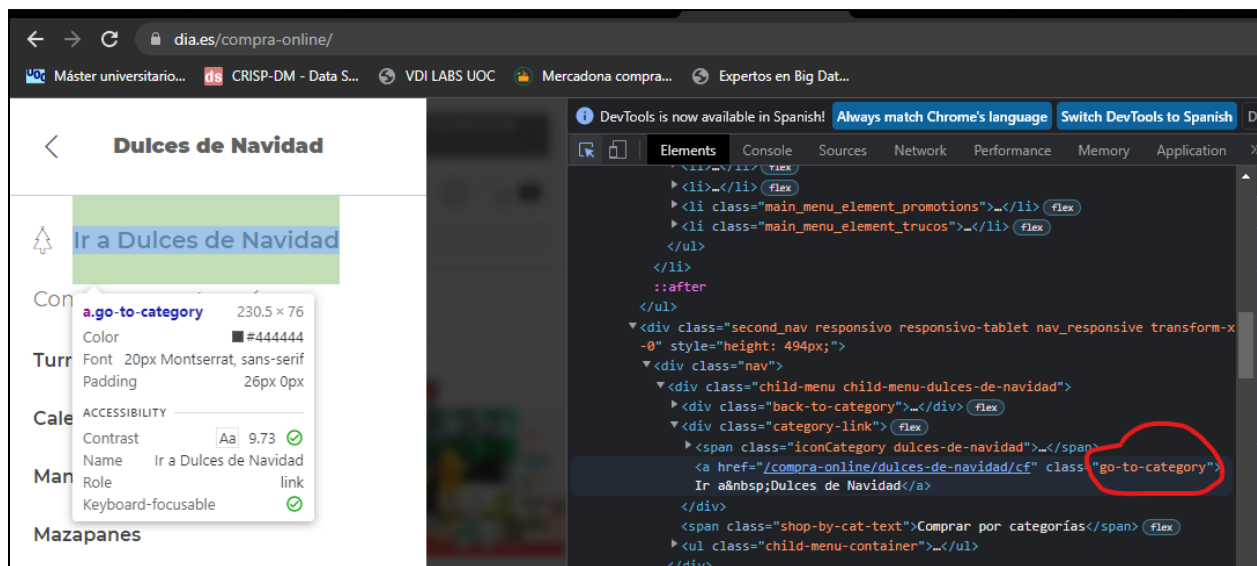 dia.es/compra-online/
Máster universitario... ds CRISP-DM - Data S... VDI LABS UOC Mercadona compra... Expertos en Big Dat...
Dulces de Navidad
Ir a Dulces de Navidad
Con
a.go-to-category 230.5 × 76
Color #444444
Font 20px Montserrat, sans-serif
Padding 26px 0px
ACCESSIBILITY
Contrast Aa 9.73
Name Ir a Dulces de Navidad
Role link
Keyboard-focusable
Turr
Cale
Man
Mazapanes
DevTools is now available in Spanish! Always match Chrome's language Switch DevTools to Spanish D
Elements Console Sources Network Performance Memory Application
<li>…</li> flex
<li>…</li> flex
<li class="main_menu_element_promotions">…</li> flex
<li class="main_menu_element_trucos">…</li> flex
</ul>
</li>
::after
</ul>
<div class="second_nav responsivo responsivo-tablet nav_responsive transform-x
-0" style="height: 494px;">
<div class="nav">
<div class="child-menu child-menu-dulces-de-navidad">
<div class="back-to-category">…</div> flex
<div class="category-link"> flex
<span class="iconCategory dulces-de-navidad">…</span>
<a href="/compra-online/dulces-de-navidad/cf" class="go-to-category">
Ir a&nbsp;Dulces de Navidad</a>
</div>
<span class="shop-by-cat-text">Comprar por categorías</span> flex
<ul class="child-menu-container">…</ul>
</div>